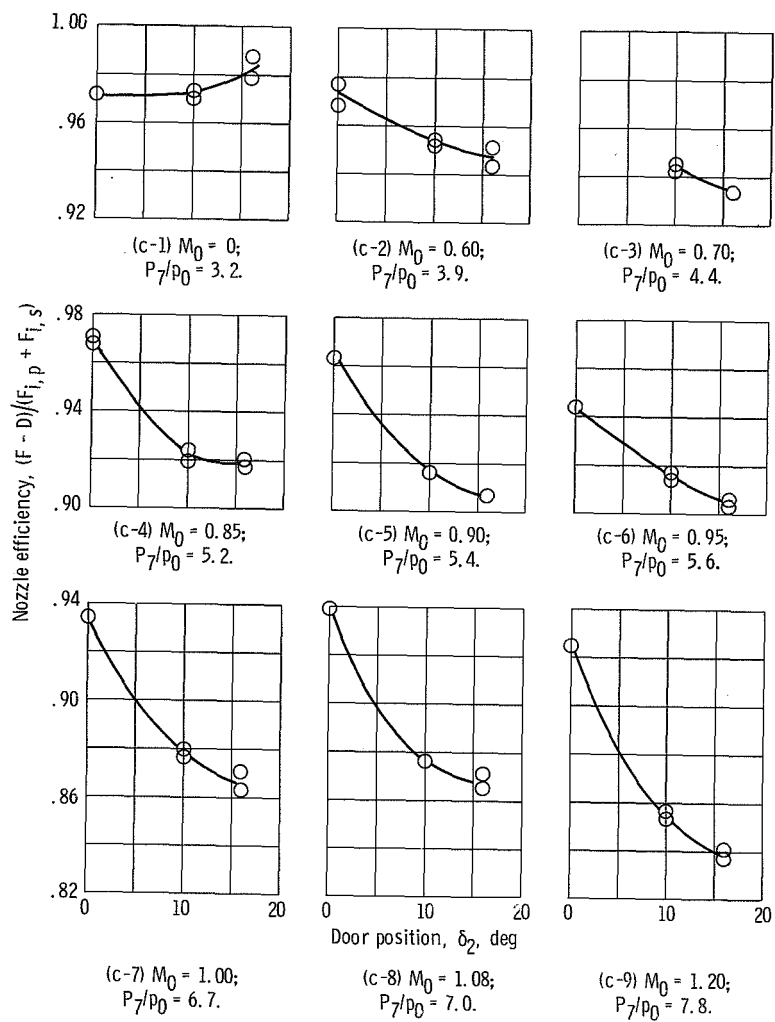 1.00
.96
.92
(c-1) M0 = 0;
P7/p0 = 3.2.
(c-2) M0 = 0.60;
P7/p0 = 3.9.
(c-3) M0 = 0.70;
P7/p0 = 4.4.
Nozzle efficiency, (F - D)/(Fi, p + Fi, s)
.98
.94
.90
(c-4) M0 = 0.85;
P7/p0 = 5.2.
(c-5) M0 = 0.90;
P7/p0 = 5.4.
(c-6) M0 = 0.95;
P7/p0 = 5.6.
.94
.90
.86
.82
0 10 20 0 10 20 0 10 20
Door position, δ2, deg
(c-7) M0 = 1.00;
P7/p0 = 6.7.
(c-8) M0 = 1.08;
P7/p0 = 7.0.
(c-9) M0 = 1.20;
P7/p0 = 7.8.